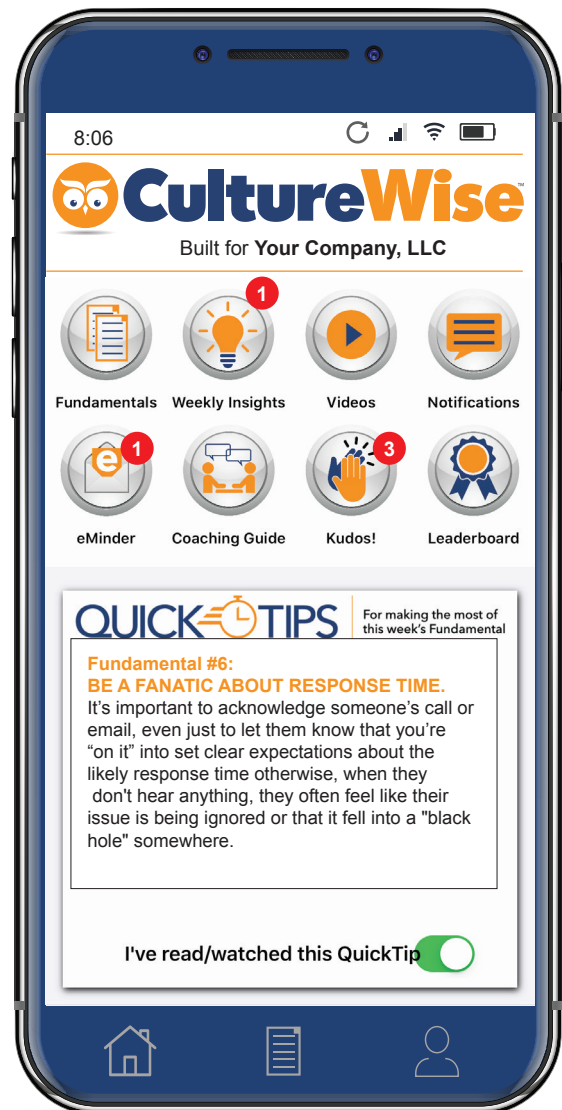 8:06
CultureWise™
Built for Your Company, LLC
1
Fundamentals Weekly Insights Videos Notifications
1
3
eMinder Coaching Guide Kudos! Leaderboard
QUICK TIPS
For making the most of
this week's Fundamental
Fundamental #6:
BE A FANATIC ABOUT RESPONSE TIME.
It's important to acknowledge someone's call or
email, even just to let them know that you're
“on it” into set clear expectations about the
likely response time otherwise, when they
don't hear anything, they often feel like their
issue is being ignored or that it fell into a "black
hole" somewhere.
I've read/watched this QuickTip